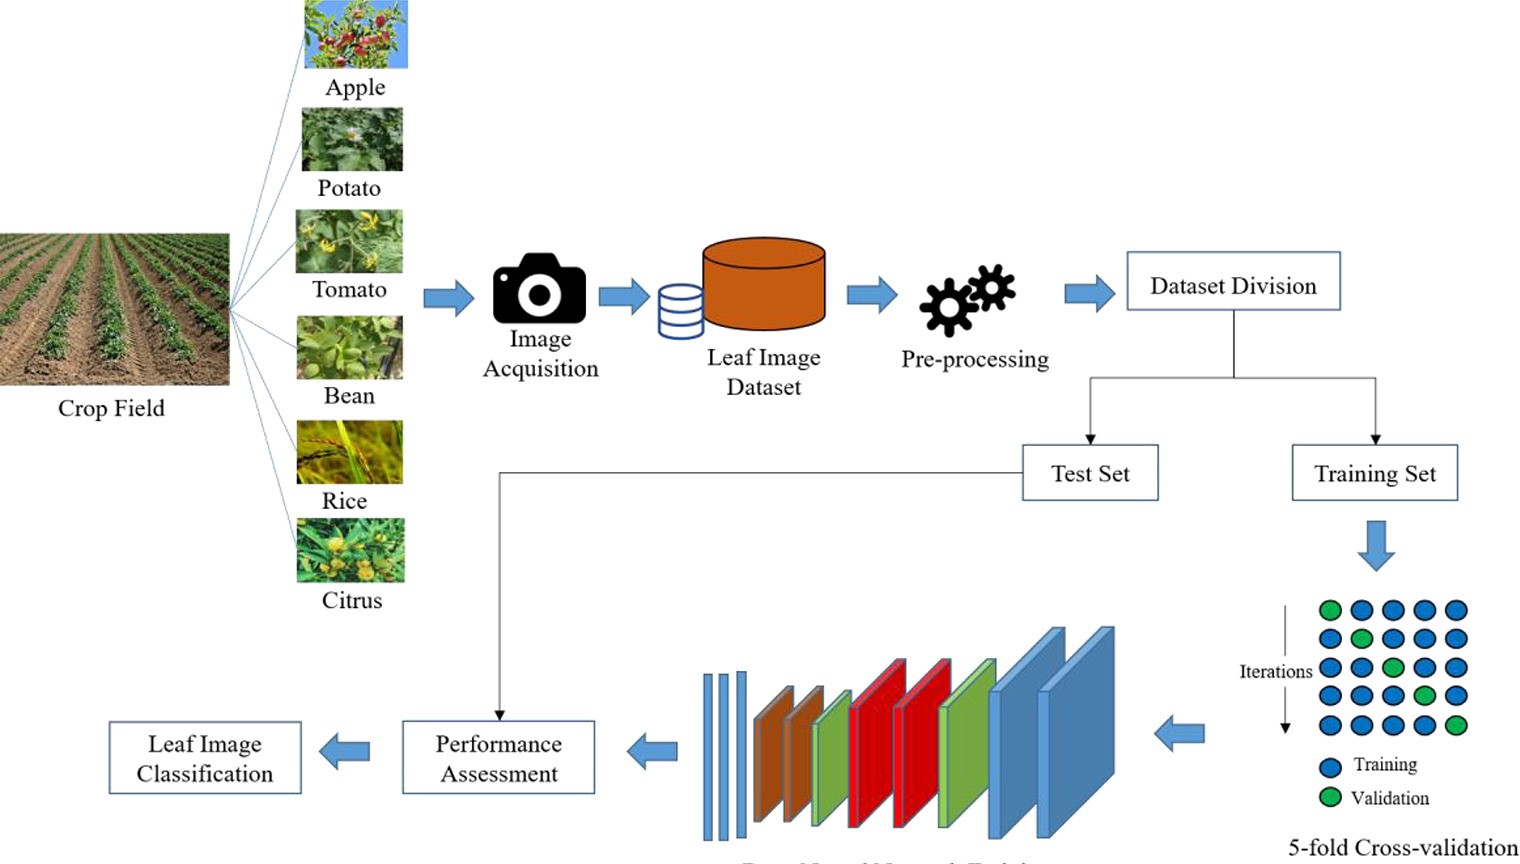 Apple
Potato
Tomato
Bean
Rice
Citrus
Crop Field
Image
Acquisition
Leaf Image
Dataset
Pre-processing
Dataset Division
Test Set
Training Set
Iterations
Training
Validation
5-fold Cross-validation
Performance
Assessment
Leaf Image
Classification